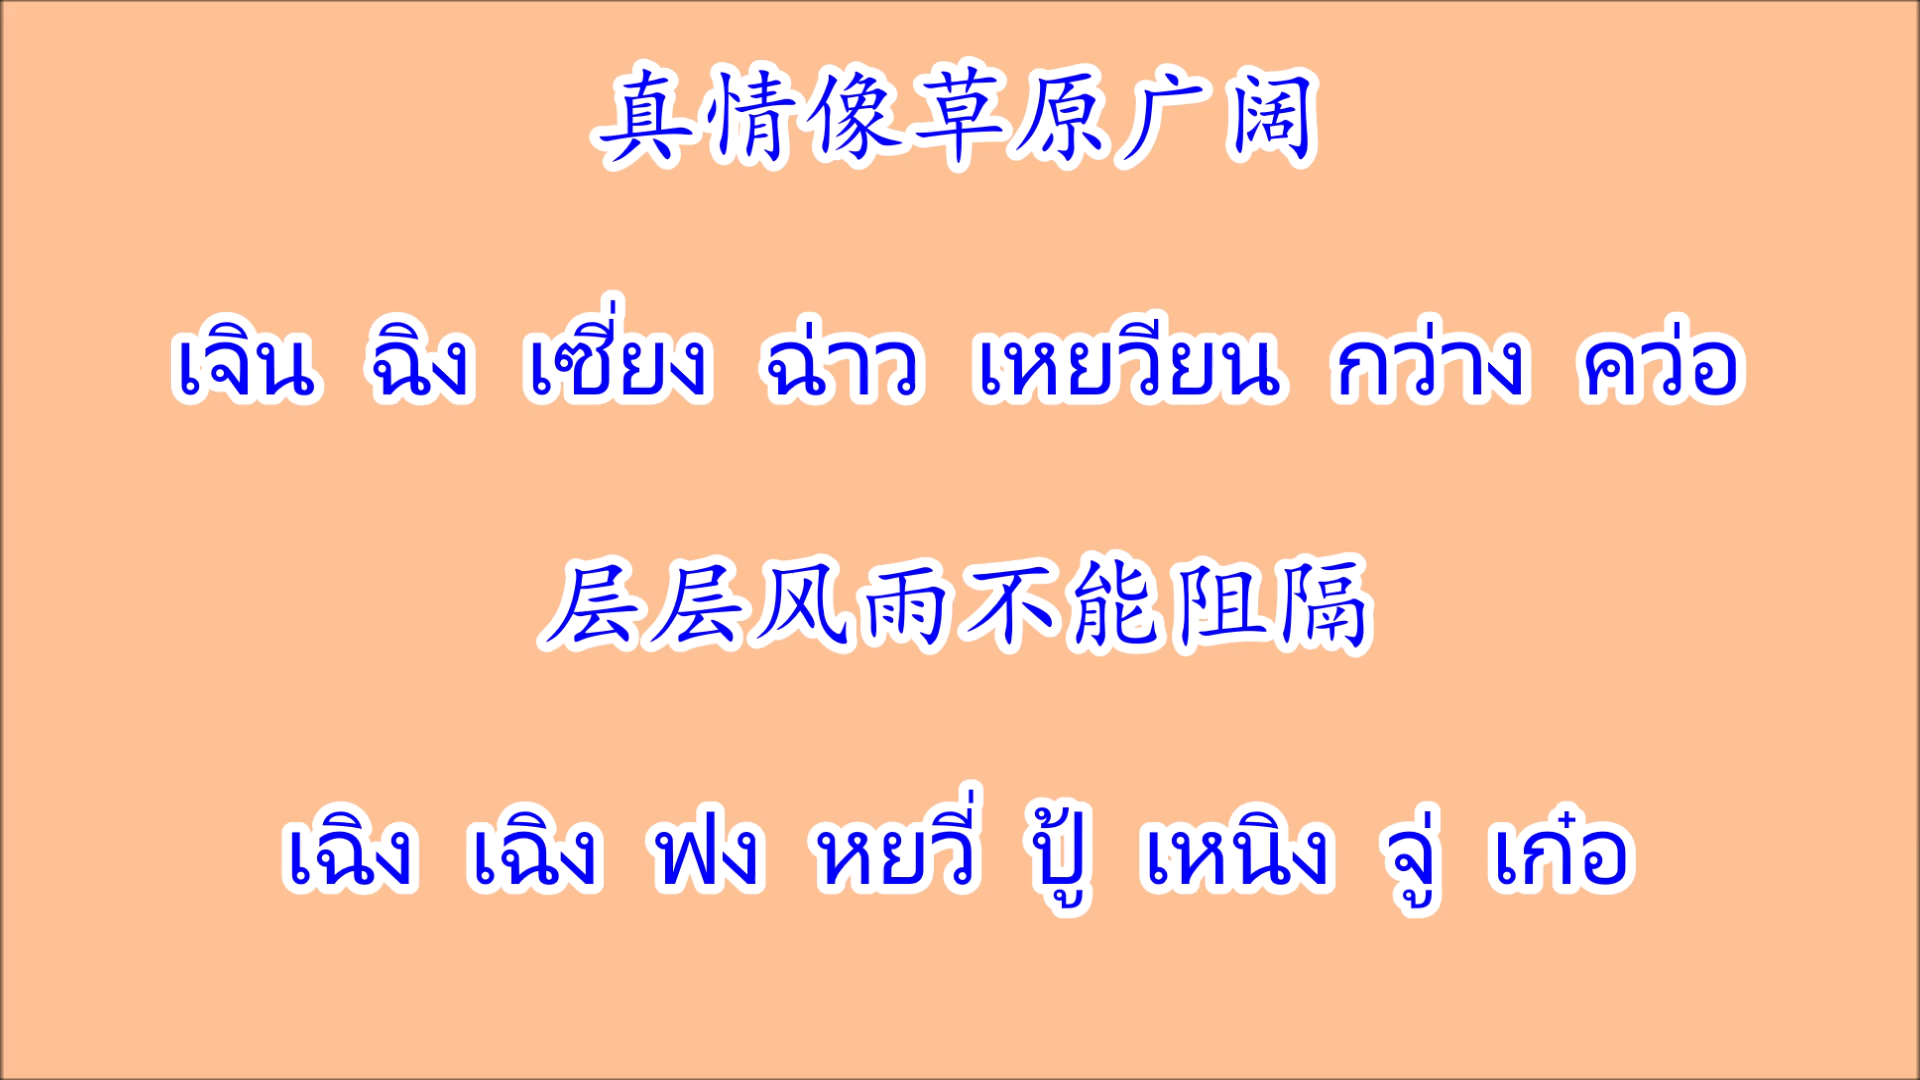 真情像草原广阔
เจิน ฉิง เซี่ยง ฉ่าว เหยวียน กว่าง คว่อ
层层风雨不能阻隔
เฉิง เฉิง ฟง หยวี่ ปู้ เหนิง จู่ เก๋อ